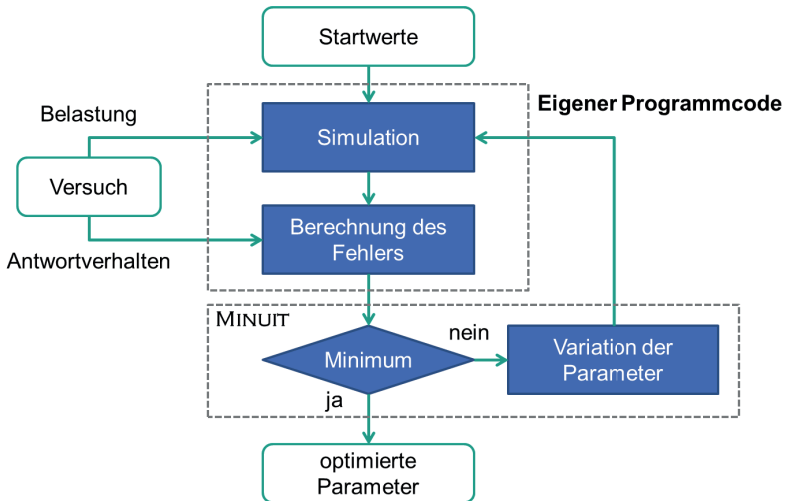 Startwerte
Eigener Programmcode
Belastung
Simulation
Versuch
Berechnung des
Fehlers
Antwortverhalten
MINUIT
nein
Minimum
Variation der
Parameter
ja
optimierte
Parameter